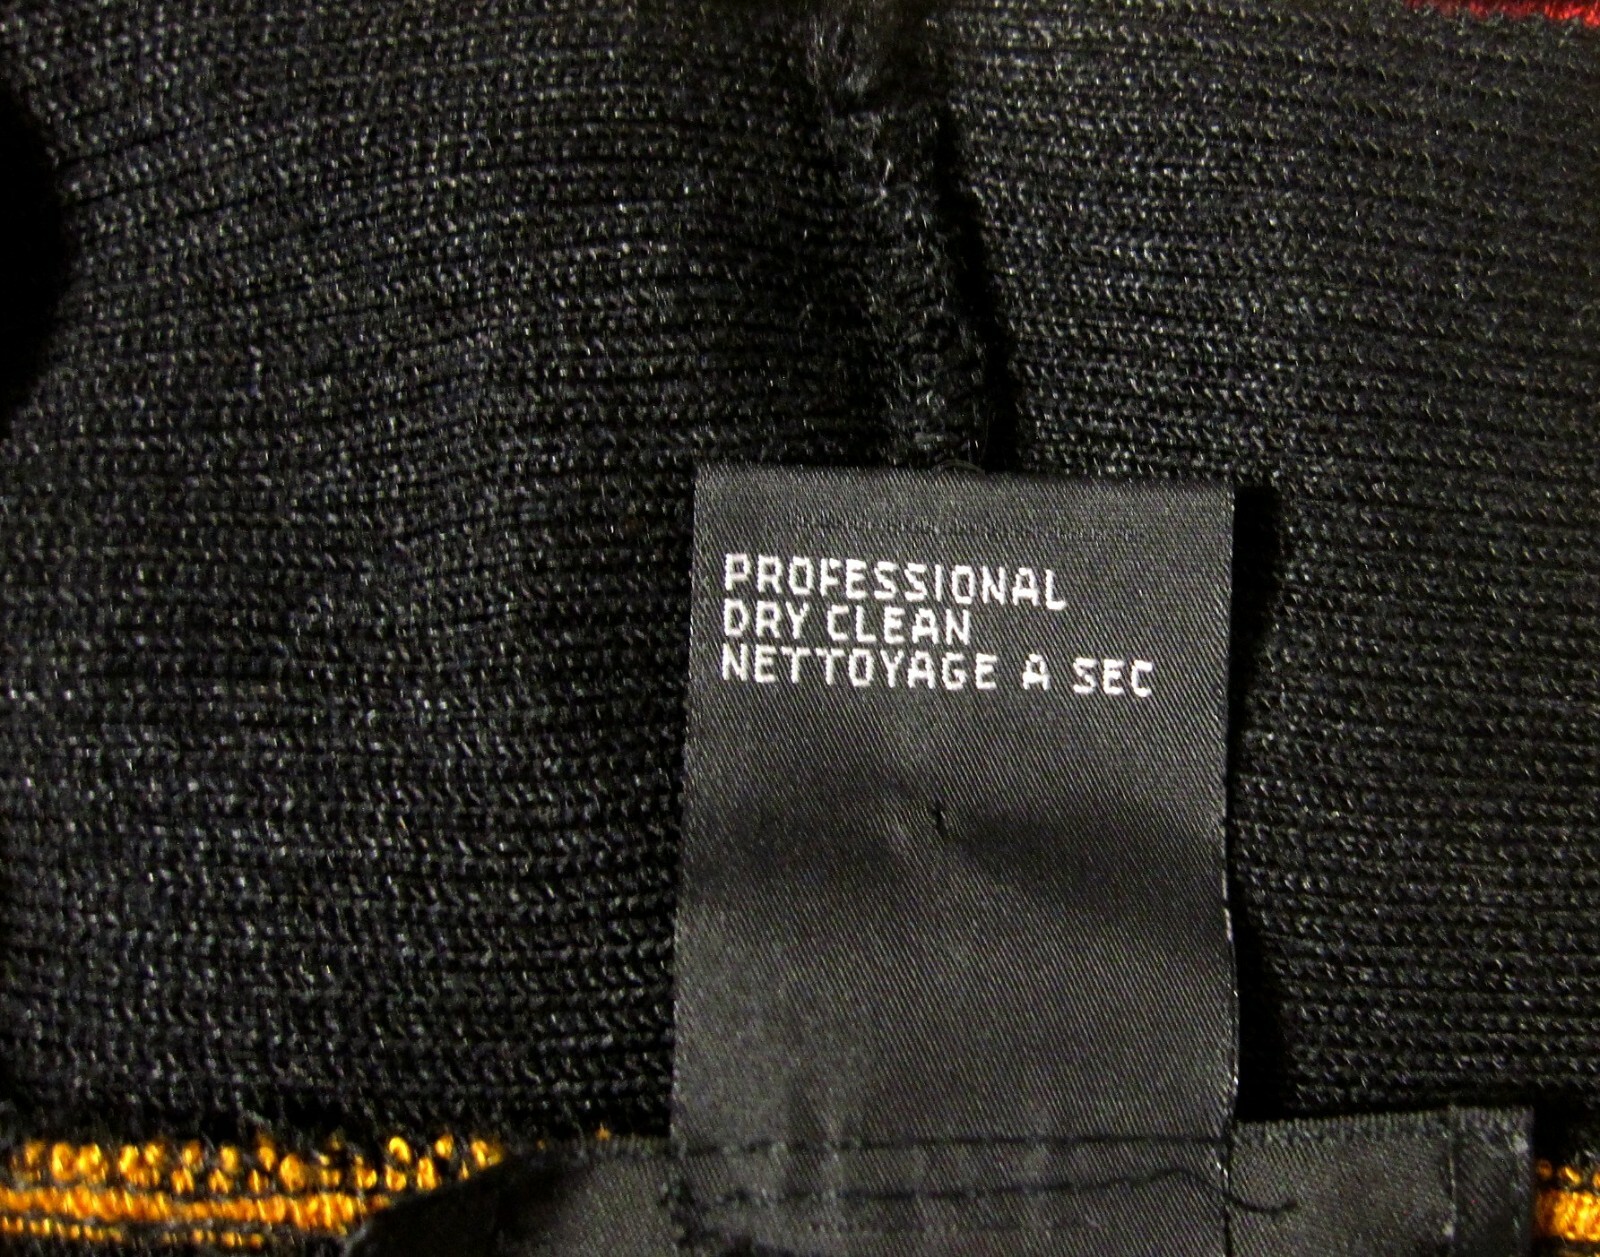 PROFESSIONAL
DRY CLEAN
NETTOYAGE A SEC